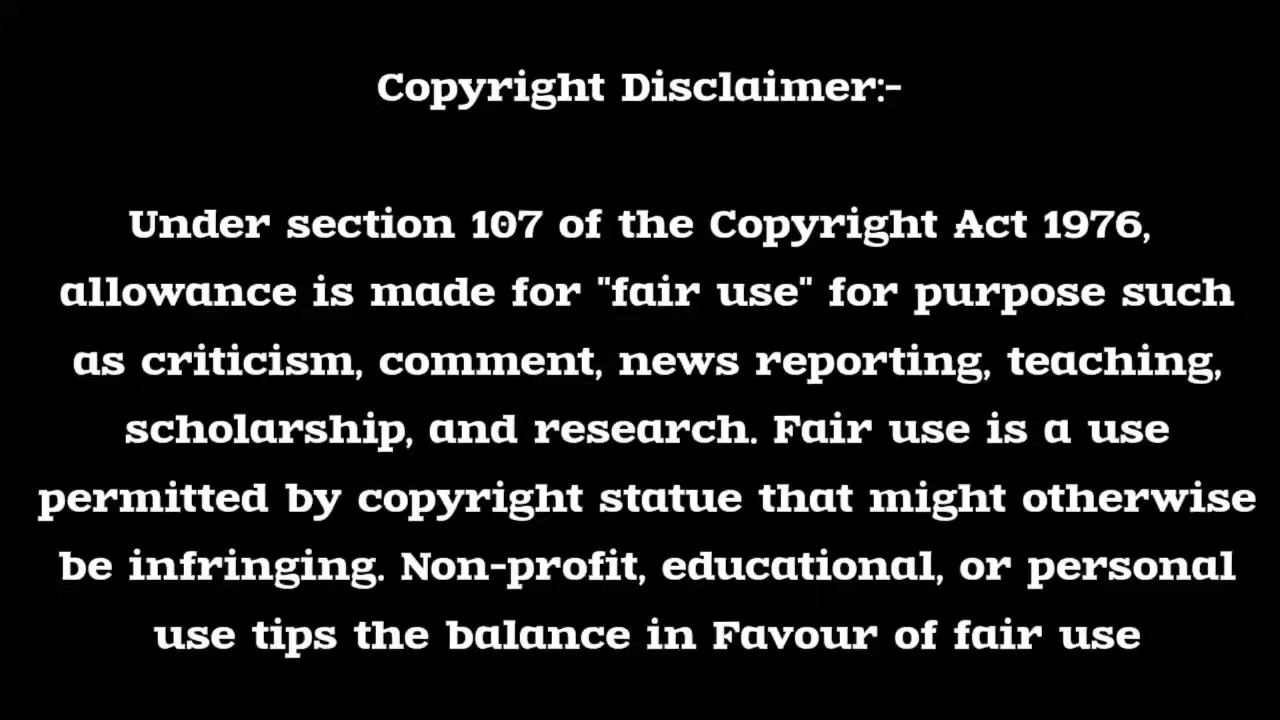 Copyright Disclaimer:-
Under section 107 of the Copyright Act 1976,
allowance is made for "fair use" for purpose such
as criticism, comment, news reporting, teaching,
scholarship, and research. Fair use is a use
permitted by copyright statue that might otherwise
be infringing. Non-profit, educational, or personal
use tips the balance in Favour of fair use